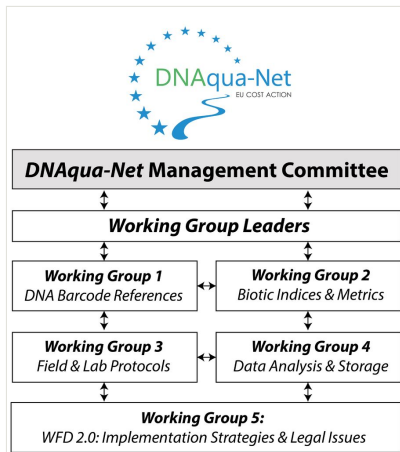 DNAqua-Net
EU COST ACTION
DNAqua-Net Management Committee
Working Group Leaders
Working Group 1
DNA Barcode References
Working Group 2
Biotic Indices & Metrics
Working Group 3
Field & Lab Protocols
Working Group 4
Data Analysis & Storage
Working Group 5:
WFD 2.0: Implementation Strategies & Legal Issues